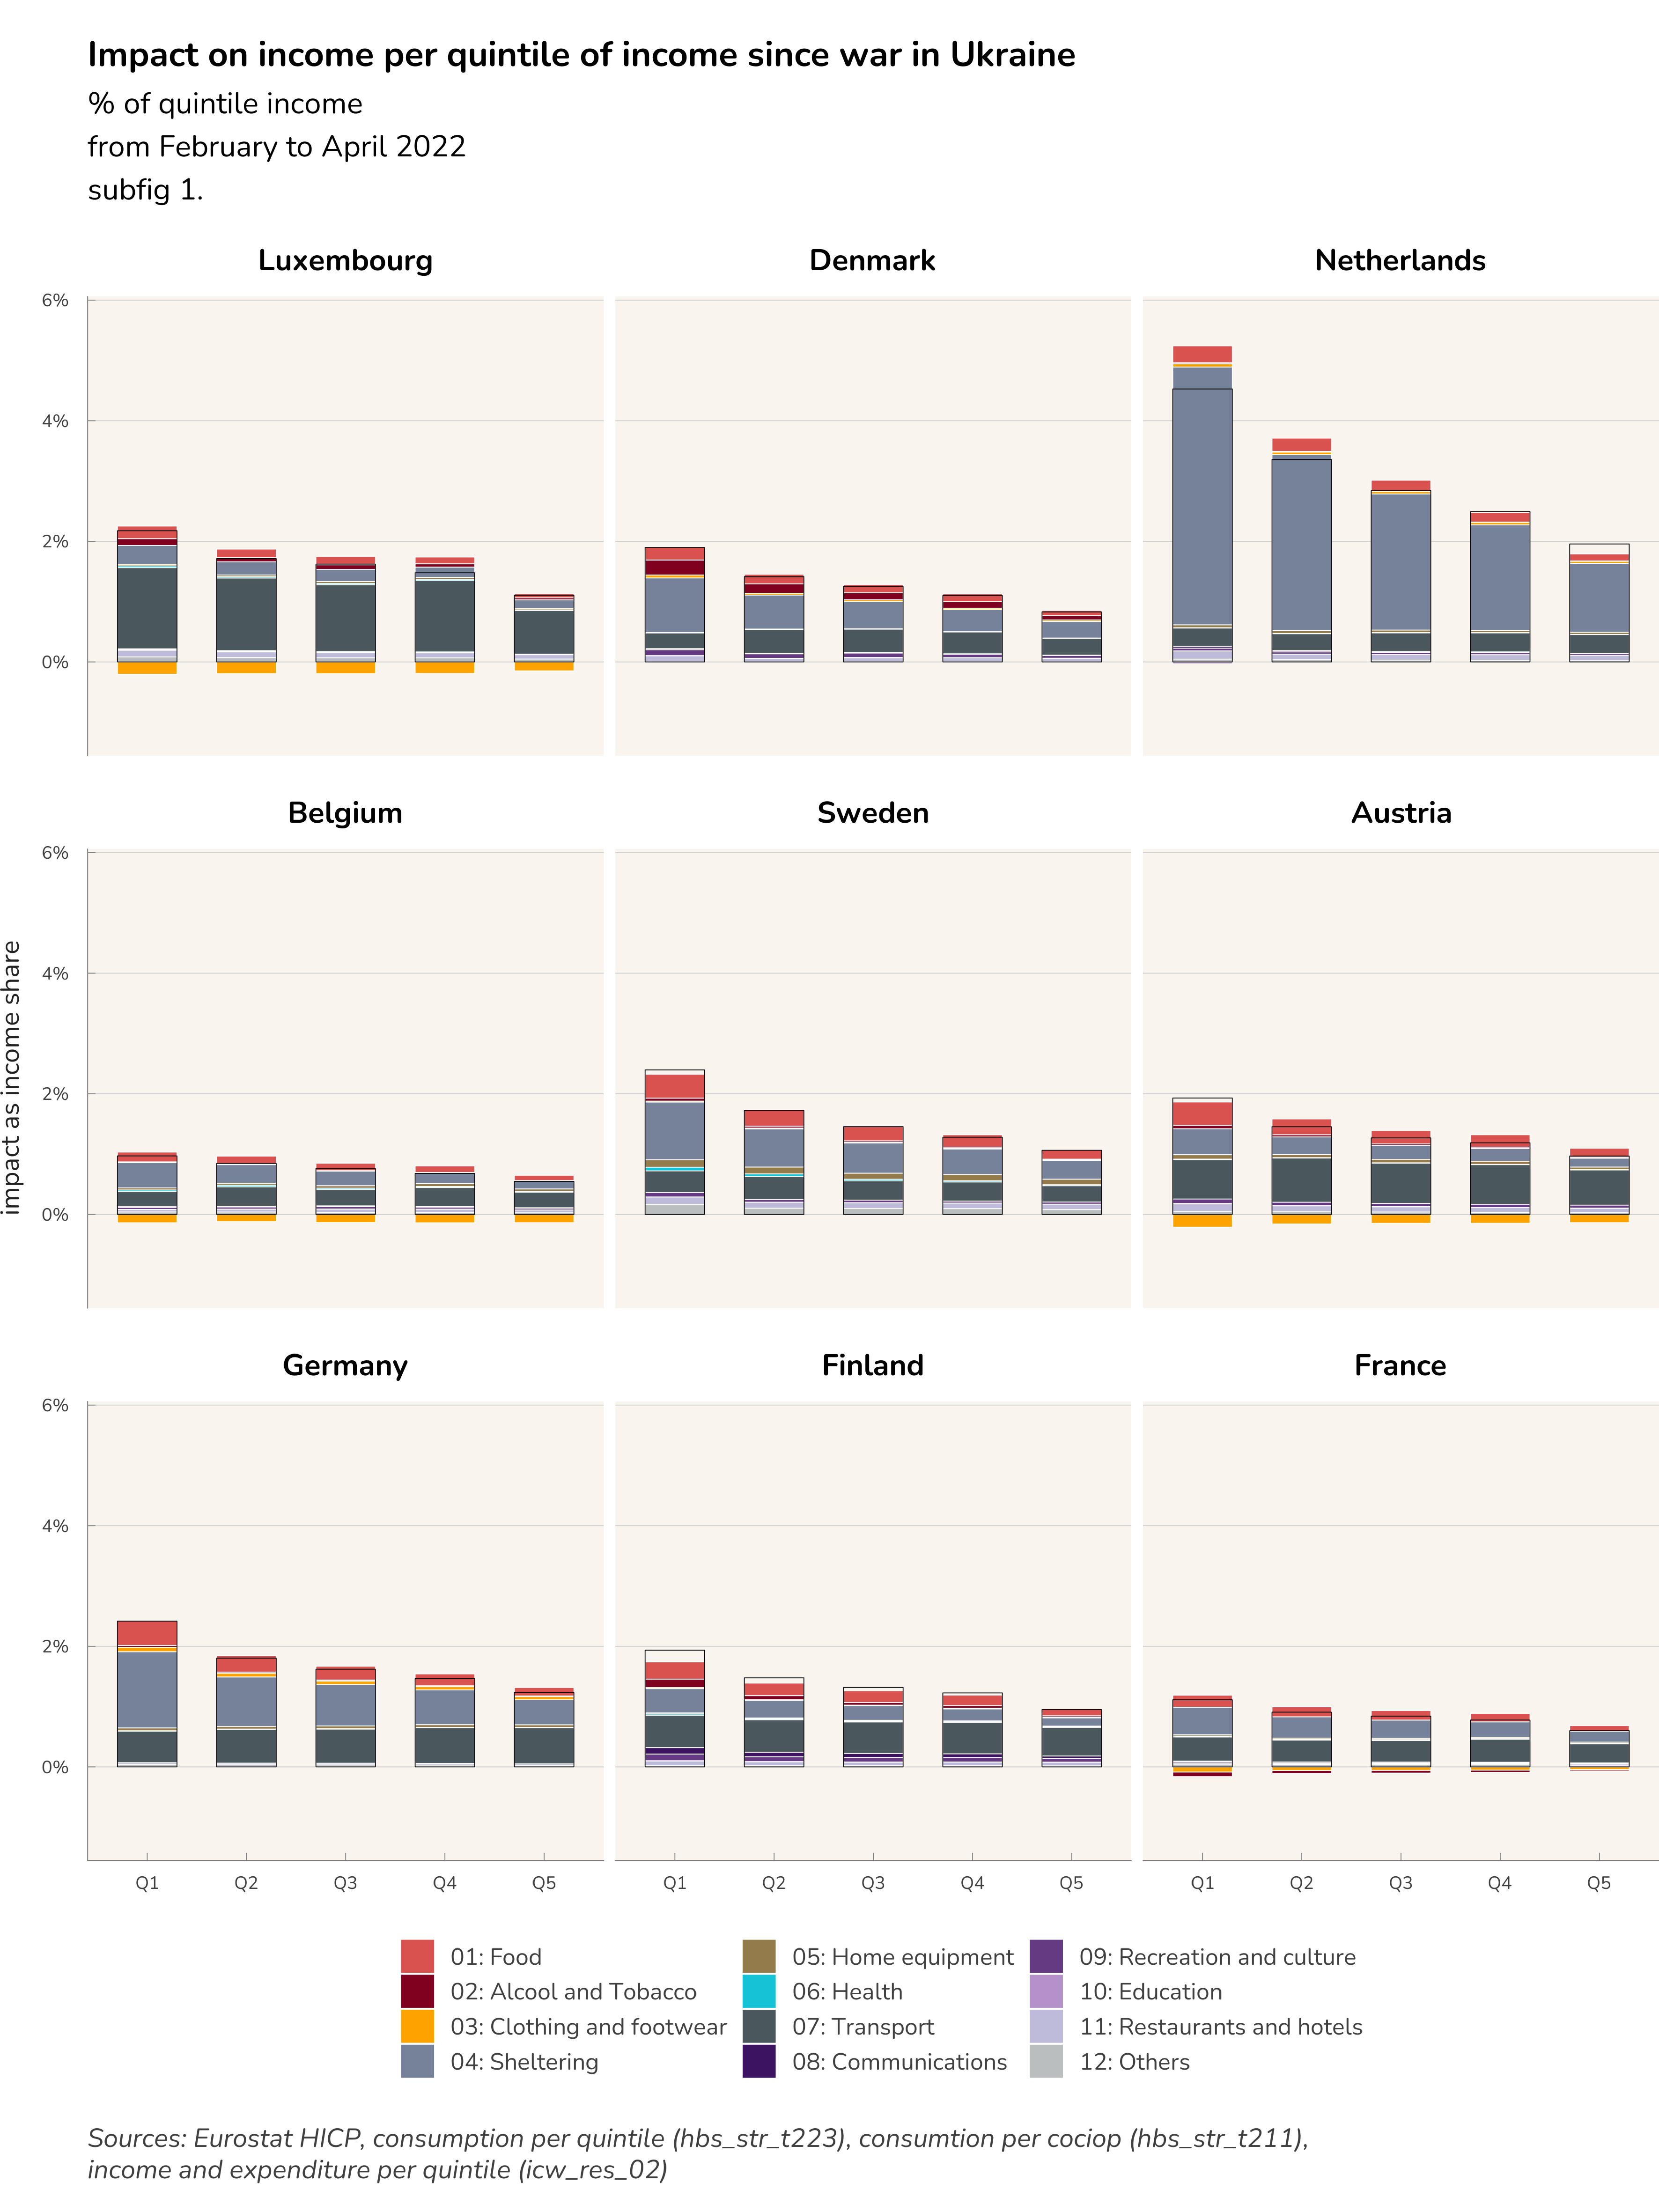 Impact on income per quintile of income since war in Ukraine
% of quintile income
from February to April 2022
subfig 1.
Luxembourg
Denmark
Netherlands
6%
4%
2%
0%
Belgium
Sweden
Austria
6%
4%
2%
0%
impact as income share
Germany
Finland
France
6%
4%
2%
0%
Q1 Q2 Q3 Q4 Q5
Q1 Q2 Q3 Q4 Q5
Q1 Q2 Q3 Q4 Q5
01: Food
02: Alcool and Tobacco
03: Clothing and footwear
04: Sheltering
05: Home equipment
06: Health
07: Transport
08: Communications
09: Recreation and culture
10: Education
11: Restaurants and hotels
12: Others
Sources: Eurostat HICP, consumption per quintile (hbs_str_t223), consumtion per cociop (hbs_str_t211),
income and expenditure per quintile (icw_res_02)